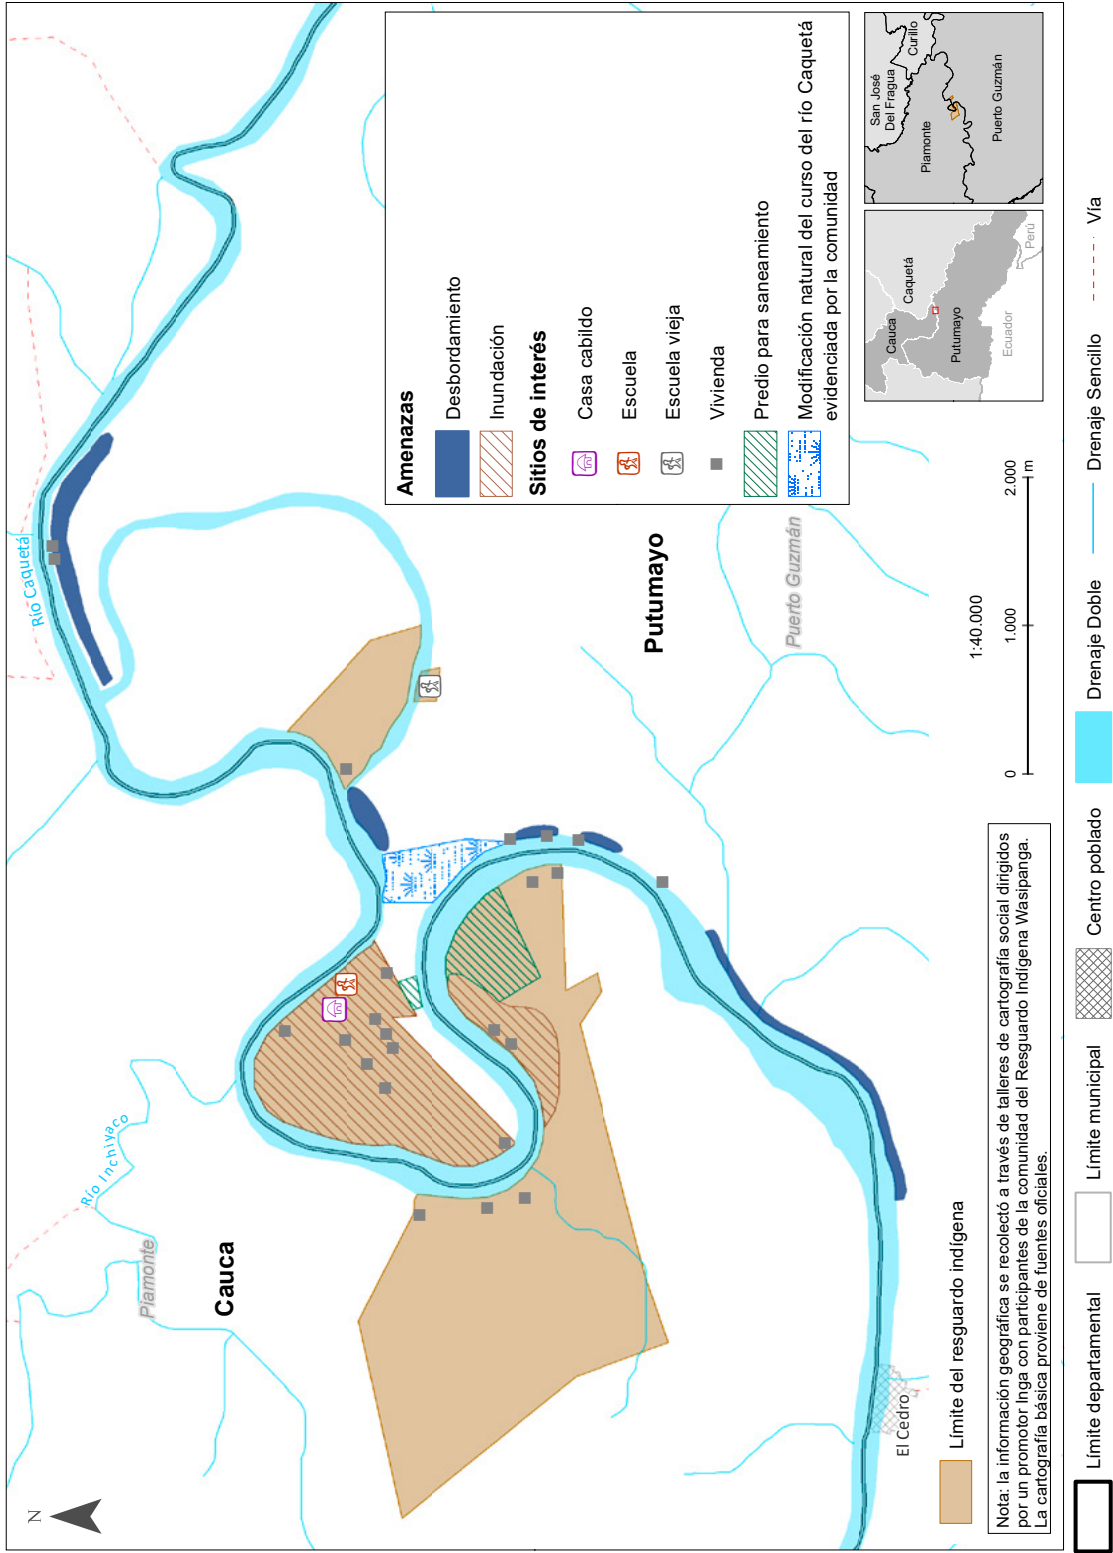 N
Río Caquetá
Río Inchiyaco
Piamonte
Cauca
Putumayo
Puerto Guzmán
El Cedro
Amenazas
Desbordamiento
Inundación
Sitios de interés
Casa cabildo
Escuela
Escuela vieja
Vivienda
Predio para saneamiento
Modificación natural del curso del río Caquetá
evidenciada por la comunidad
Límite del resguardo indígena
Nota: la información geográfica se recolectó a través de talleres de cartografía social dirigidos
por un promotor Inga con participantes de la comunidad del Resguardo Indígena Wasipanga.
La cartografía básica proviene de fuentes oficiales.
1:40.000
0 1.000 2.000
m
Cauca
Caquetá
Putumayo
Ecuador
Perú
San José
Del Fragua
Curillo
Piamonte
Puerto Guzmán
Límite departamental
Límite municipal
Centro poblado
Drenaje Doble
Drenaje Sencillo
Vía